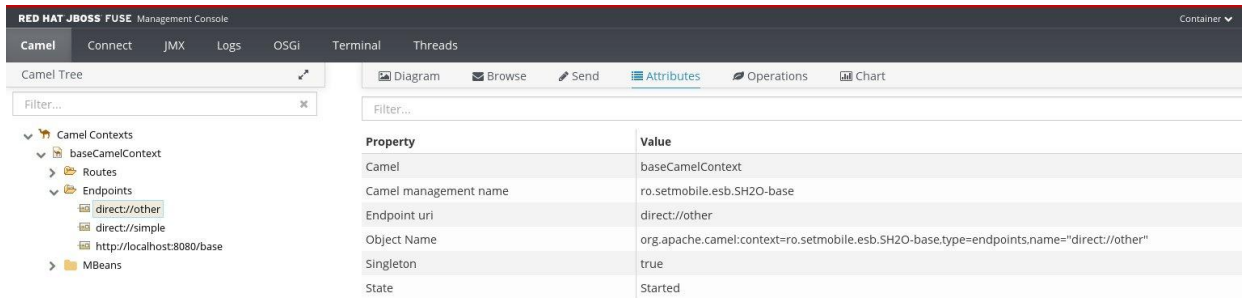 RED HAT JBOSS FUSE Management Console
Container
Camel Connect JMX Logs OSGi Terminal Threads
Camel Tree
Diagram Browse Send Attributes Operations Chart
Filter...
Filter...
Camel Contexts
baseCamelContext
Routes
Endpoints
direct://other
direct://simple
http://localhost:8080/base
MBeans
Property Value
Camel baseCamelContext
Camel management name ro.setmobile.esb.SH2O-base
Endpoint uri direct://other
Object Name org.apache.camel:context=ro.setmobile.esb.SH2O-base,type=endpoints,name="direct://other"
Singleton true
State Started